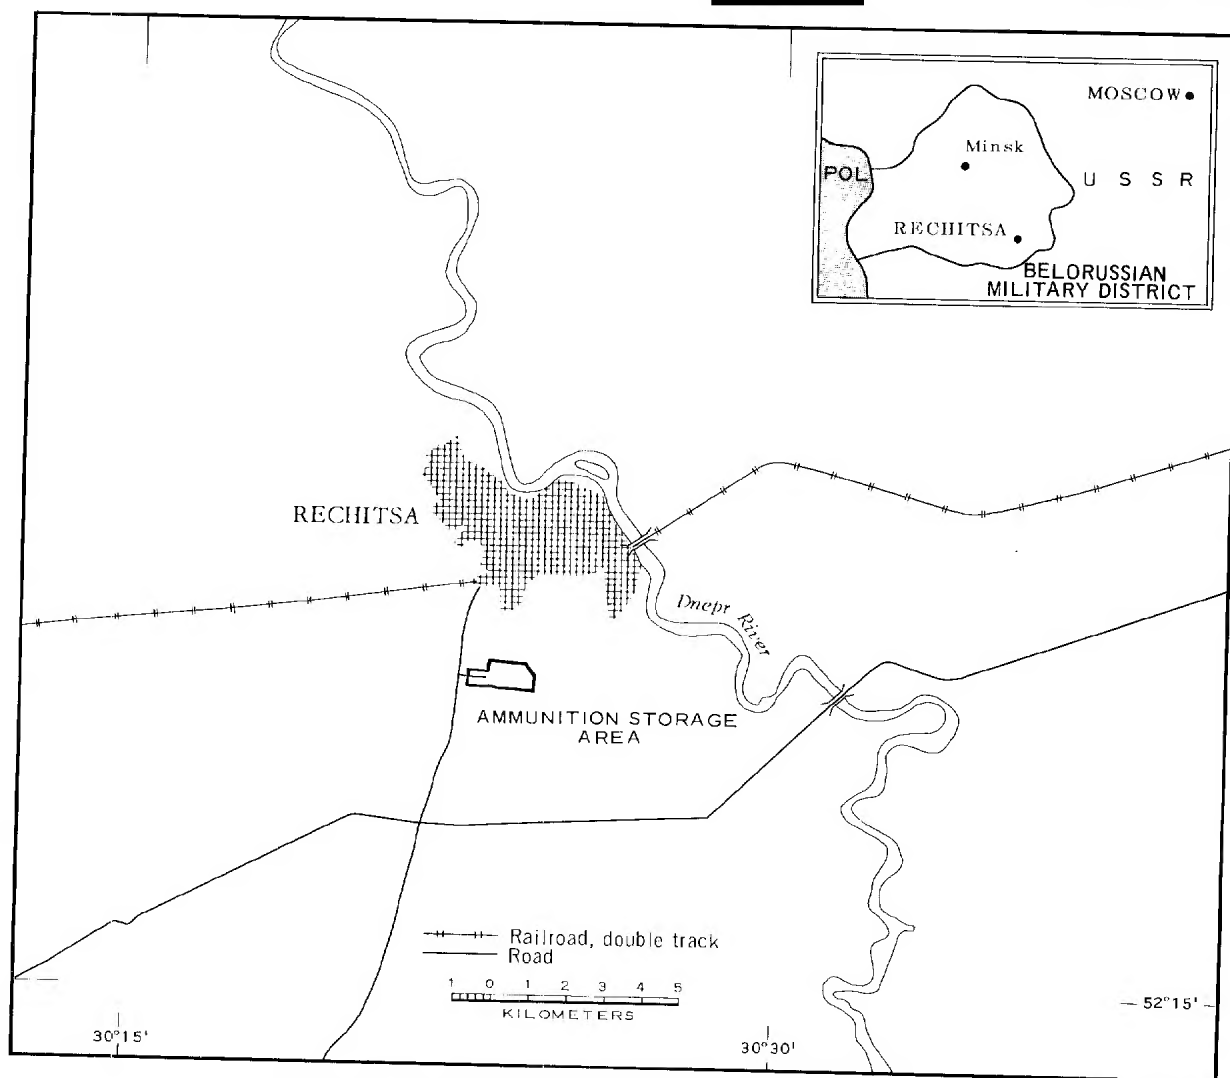 MOSCOW
Minsk
POL
U S S R
RECHITSA
BELORUSSIAN
MILITARY DISTRICT
RECHITSA
Dnepr River
AMMUNITION STORAGE
AREA
Railroad, double track
Road
1 0 1 2 3 4 5
KILOMETERS
52°15'
30°15'
30°30'